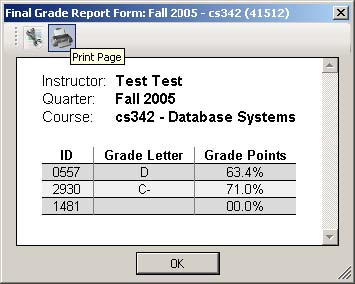 Final Grade Report Form: Fall 2005 - cs342 (41512)
Print Page
Instructor: Test Test
Quarter: Fall 2005
Course: cs342 - Database Systems
ID Grade Letter Grade Points
0557 D 63.4%
2930 C- 71.0%
1481 00.0%
OK